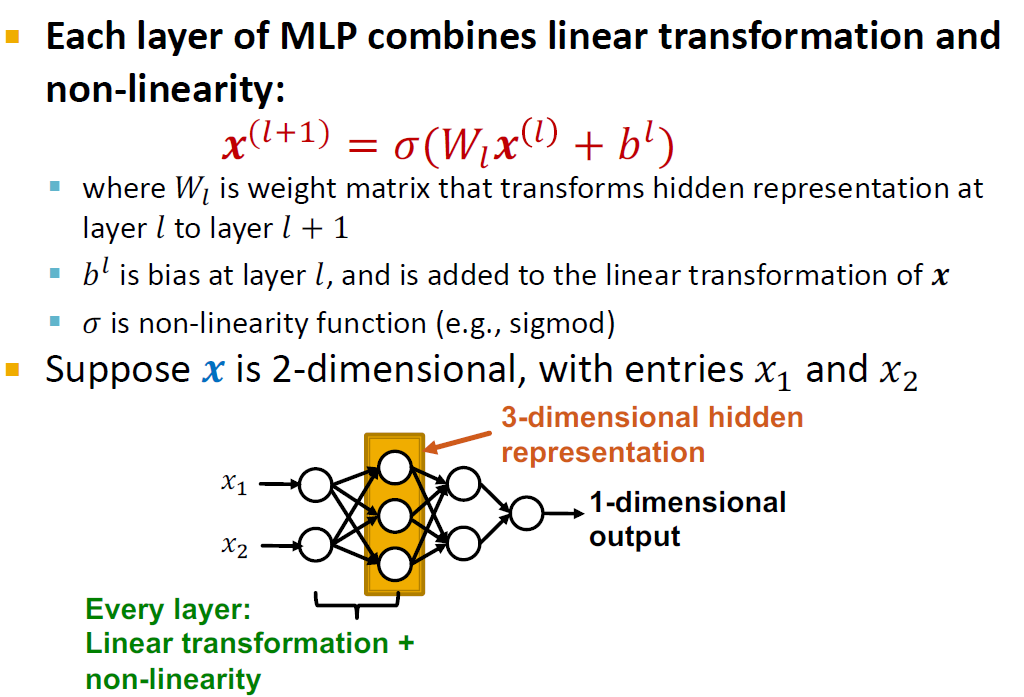 Each layer of MLP combines linear transformation and
non-linearity:
x^(l+1) = σ(W_l x^(l) + b^l)
where W_l is weight matrix that transforms hidden representation at
layer l to layer l + 1
b^l is bias at layer l, and is added to the linear transformation of x
σ is non-linearity function (e.g., sigmod)
Suppose x is 2-dimensional, with entries x_1 and x_2
3-dimensional hidden
representation
x_1
x_2
1-dimensional
output
Every layer:
Linear transformation +
non-linearity